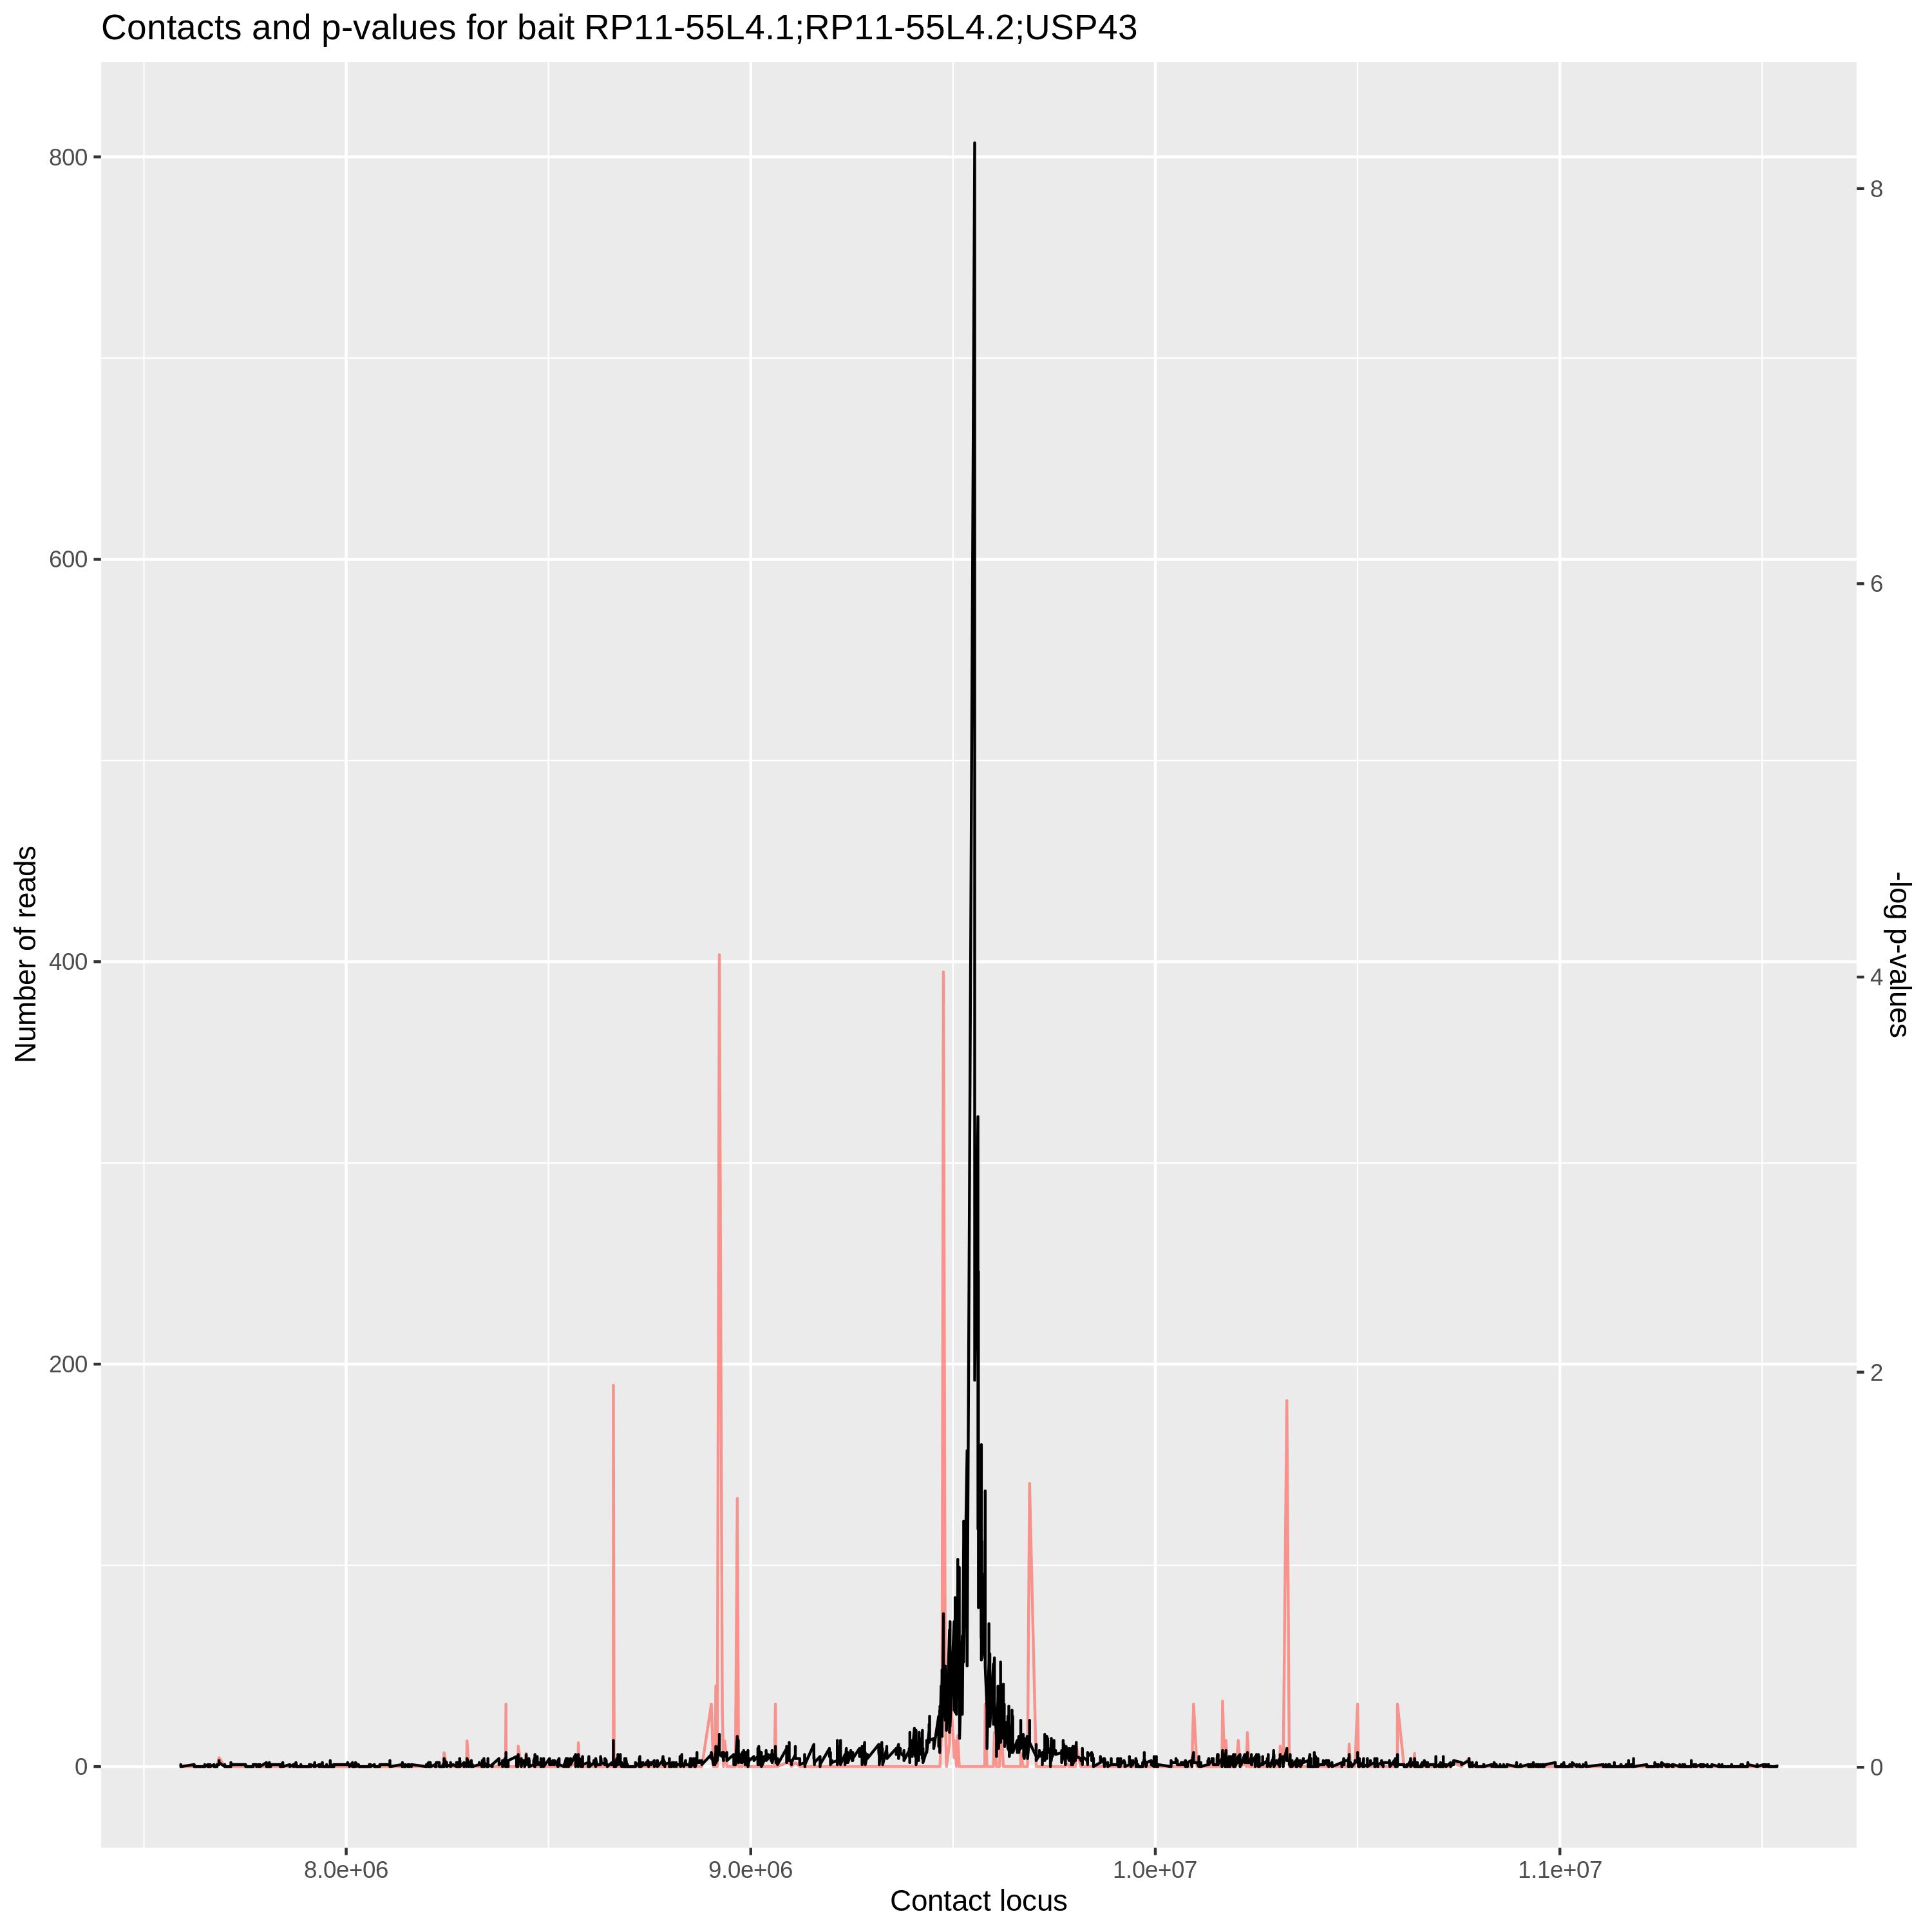 Contacts and p-values for bait RP11-55L4.1;RP11-55L4.2;USP43
800
600
400
200
0
Number of reads
8
6
4
2
0
-log p-values
8.0e+06
9.0e+06
1.0e+07
1.1e+07
Contact locus